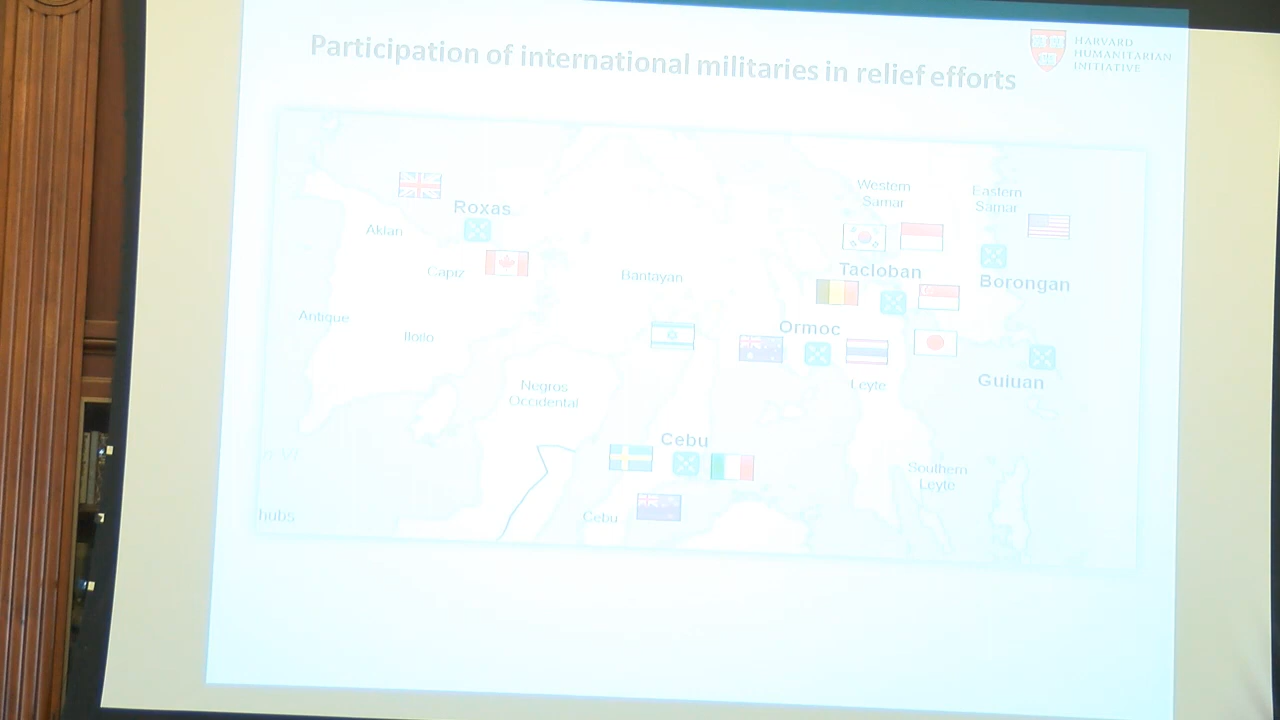 Participation of international militaries in relief efforts
HARVARD
HUMANITARIAN
INITIATIVE
Western
Samar
Eastern
Samar
Roxas
Aklan
Capiz
Bantayan
Tacloban
Borongan
Antique
Iloilo
Ormoc
Guiuan
Negros
Occidental
Leyte
Cebu
Southern
Leyte
hubs
Cebu